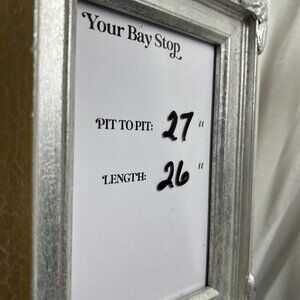 Your Bay Stop
PIT TO PIT: 27 "
LENGTH: 26 "